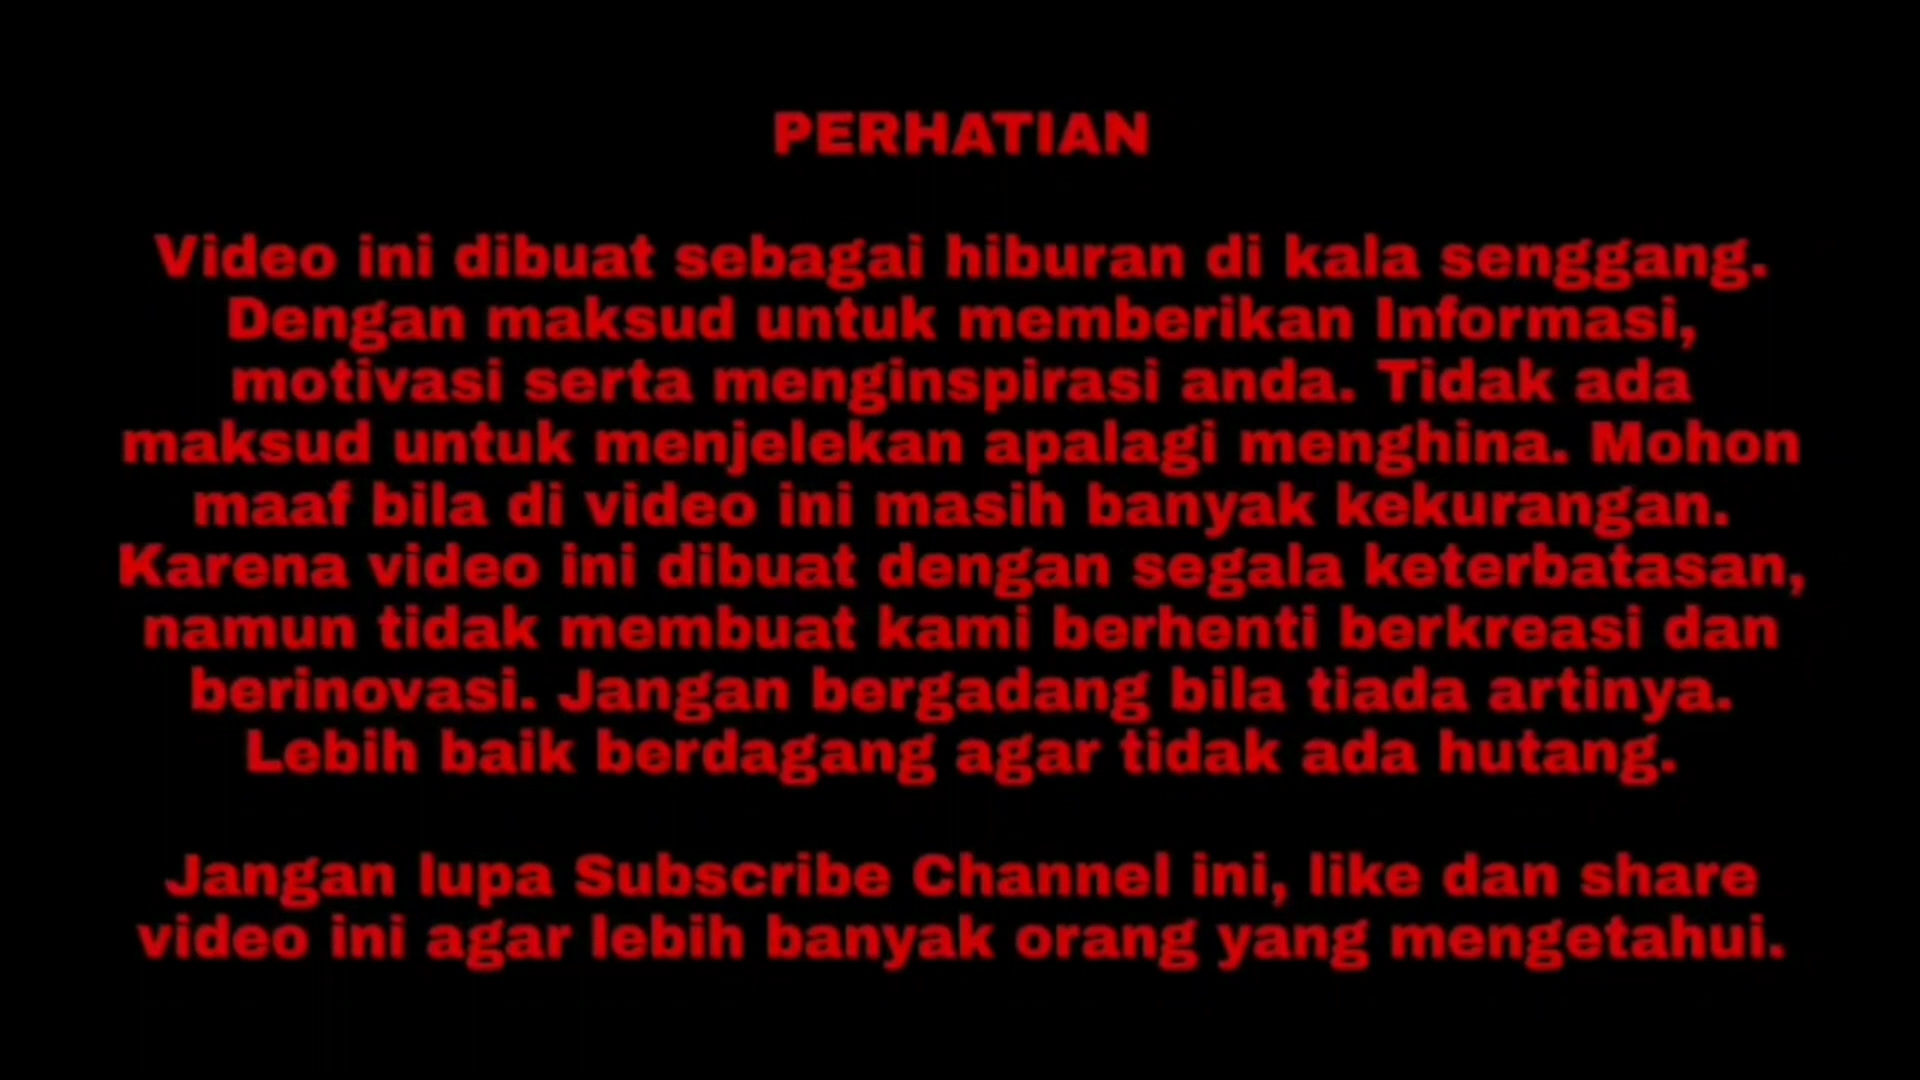 PERHATIAN
Video ini dibuat sebagai hiburan di kala senggang.
Dengan maksud untuk memberikan Informasi,
motivasi serta menginspirasi anda. Tidak ada
maksud untuk menjelekan apalagi menghina. Mohon
maaf bila di video ini masih banyak kekurangan.
Karena video ini dibuat dengan segala keterbatasan,
namun tidak membuat kami berhenti berkreasi dan
berinovasi. Jangan bergadang bila tiada artinya.
Lebih baik berdagang agar tidak ada hutang.
Jangan lupa Subscribe Channel ini, like dan share
video ini agar lebih banyak orang yang mengetahui.